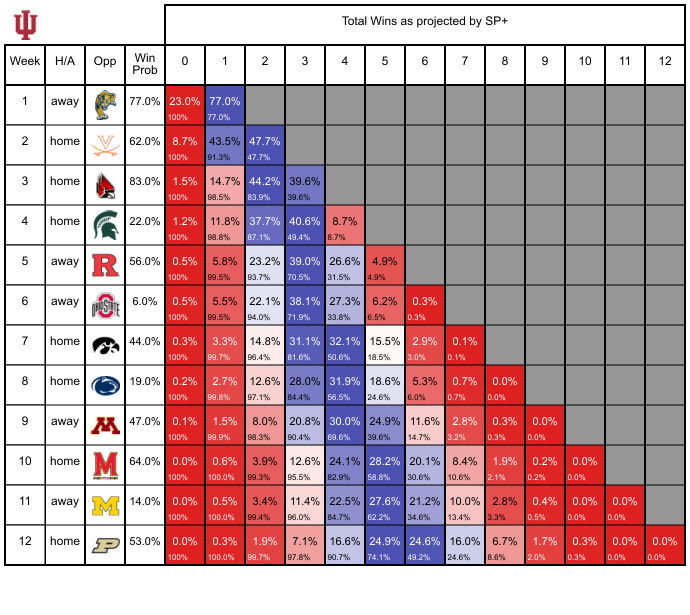 Total Wins as projected by SP+
Week H/A Opp Win Prob 0 1 2 3 4 5 6 7 8 9 10 11 12
1 away 77.0% 23.0% 77.0%
100% 77.0%
2 home V 62.0% 8.7% 43.5% 47.7%
100% 91.3% 47.7%
3 home 83.0% 1.5% 14.7% 44.2% 39.6%
100% 98.5% 83.9% 39.6%
4 home 22.0% 1.2% 11.8% 37.7% 40.6% 8.7%
100% 98.8% 87.1% 49.4% 8.7%
5 away R 56.0% 0.5% 5.8% 23.2% 39.0% 26.6% 4.9%
100% 99.5% 93.7% 70.5% 31.5% 4.9%
6 away OHIO STATE 6.0% 0.5% 5.5% 22.1% 38.1% 27.3% 6.2% 0.3%
100% 99.5% 94.0% 71.9% 33.8% 6.5% 0.3%
7 home 44.0% 0.3% 3.3% 14.8% 31.1% 32.1% 15.5% 2.9% 0.1%
100% 99.7% 96.4% 81.6% 50.6% 18.5% 3.0% 0.1%
8 home 19.0% 0.2% 2.7% 12.6% 28.0% 31.9% 18.6% 5.3% 0.7% 0.0%
100% 99.8% 97.1% 84.4% 56.5% 24.6% 6.0% 0.7% 0.0%
9 away M 47.0% 0.1% 1.5% 8.0% 20.8% 30.0% 24.9% 11.6% 2.8% 0.3% 0.0%
100% 99.9% 98.3% 90.4% 69.6% 39.6% 14.7% 3.2% 0.3% 0.0%
10 home M 64.0% 0.0% 0.6% 3.9% 12.6% 24.1% 28.2% 20.1% 8.4% 1.9% 0.2% 0.0%
100% 100.0% 99.3% 95.5% 82.9% 58.8% 30.6% 10.6% 2.1% 0.2% 0.0%
11 away M 14.0% 0.0% 0.5% 3.4% 11.4% 22.5% 27.6% 21.2% 10.0% 2.8% 0.4% 0.0% 0.0%
100% 100.0% 99.4% 96.0% 84.7% 62.2% 34.6% 13.4% 3.3% 0.5% 0.0% 0.0%
12 home P 53.0% 0.0% 0.3% 1.9% 7.1% 16.6% 24.9% 24.6% 16.0% 6.7% 1.7% 0.3% 0.0% 0.0%
100% 100.0% 99.7% 97.8% 90.7% 74.1% 49.2% 24.6% 8.6% 2.0% 0.3% 0.0% 0.0%